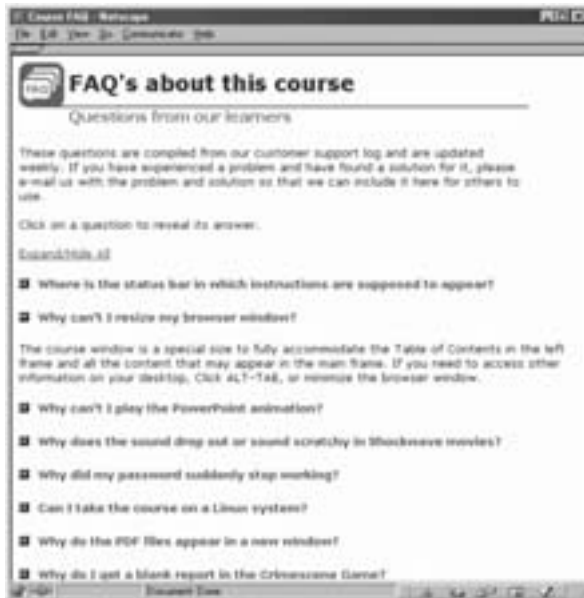 Course FAQ - Netscape
File Edit View Go Communicator Help
FAQ
FAQ's about this course
Questions from our learners
These questions are compiled from our customer support log and are updated
weekly. If you have experienced a problem and have found a solution for it, please
e-mail us with the problem and solution so that we can include it here for others to
use.
Click on a question to reveal its answer.
Expand/Hide All
Where is the status bar in which instructions are supposed to appear?
Why can't I resize my browser window?
The course window is a special size to fully accommodate the Table of Contents in the left
frame and all the content that may appear in the main frame. If you need to access other
information on your desktop, Click ALT-TAB, or minimize the browser window.
Why can't I play the PowerPoint animation?
Why does the sound drop out or sound scratchy in Shockwave movies?
Why did my password suddenly stop working?
Can I take the course on a Linux system?
Why do the PDF files appear in a new window?
Why do I get a blank report in the Crimescene Game?
Document: Done